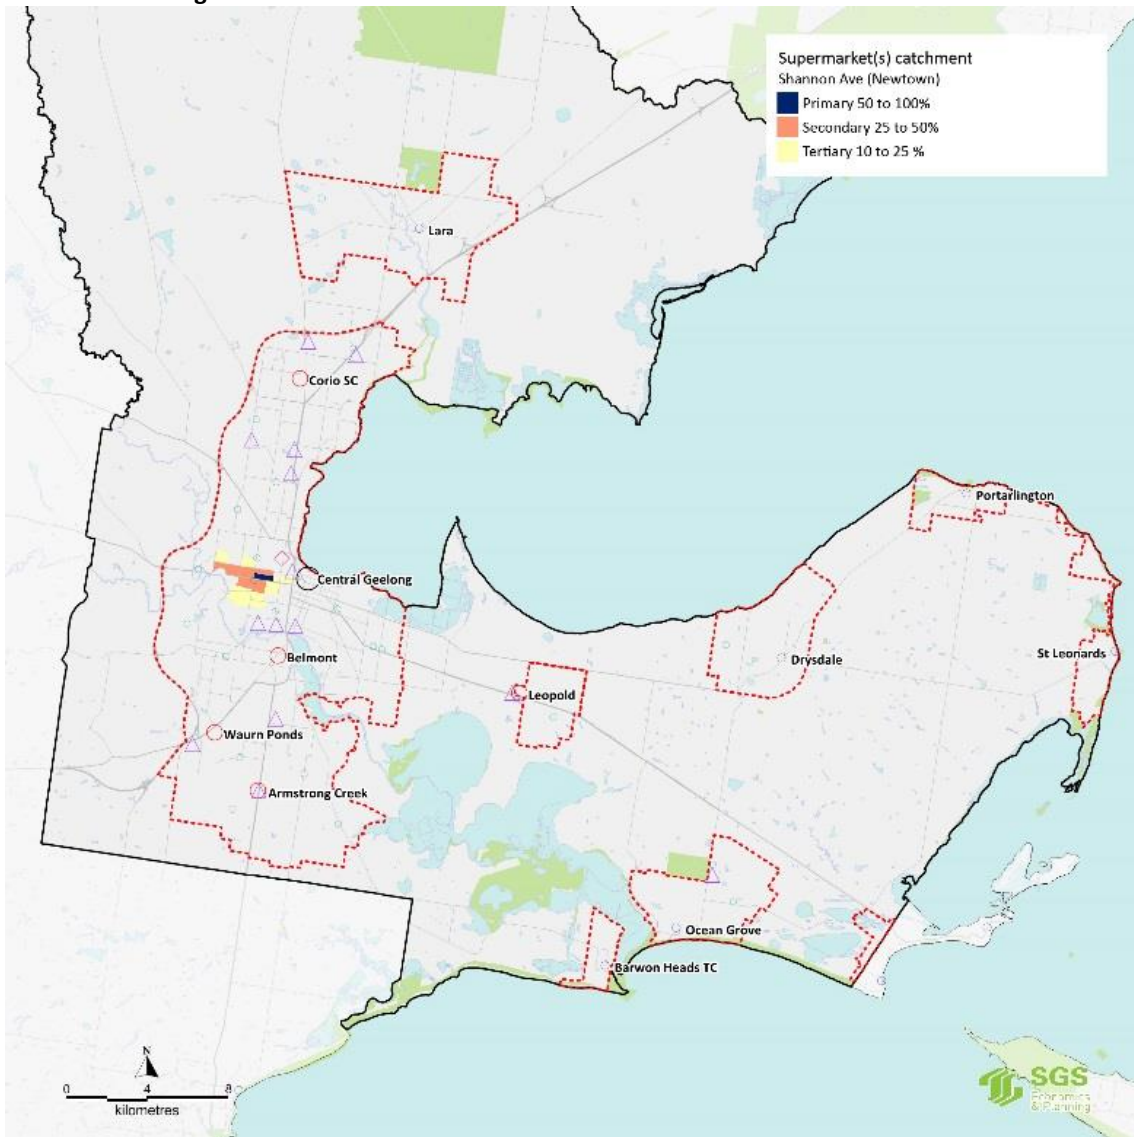 Supermarket(s) catchment
Shannon Ave (Newtown)
Primary 50 to 100%
Secondary 25 to 50%
Tertiary 10 to 25 %
Lara
Corio SC
Portarlington
Central Geelong
Drysdale
St Leonards
Belmont
Leopold
Waurn Ponds
Armstrong Creek
Ocean Grove
Barwon Heads TC
N
0 4 8
kilometres
SGS
Economics
& Planning